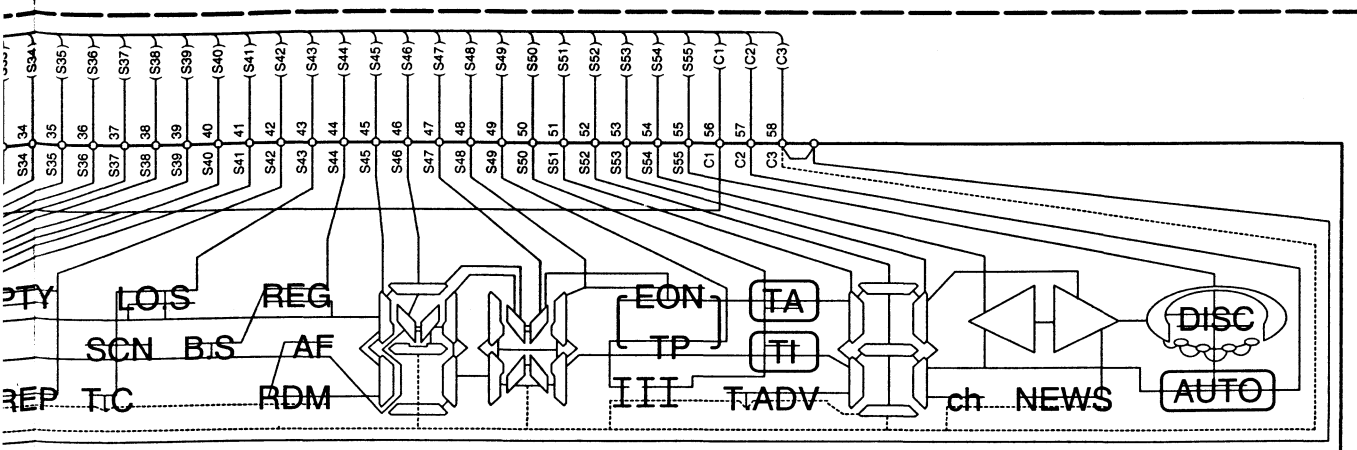 (S34) (S35) (S36) (S37) (S38) (S39) (S40) (S41) (S42) (S43) (S44) (S45) (S46) (S47) (S48) (S49) (S50) (S51) (S52) (S53) (S54) (S55) (C1) (C2) (C3)
34 35 36 37 38 39 40 41 42 43 44 45 46 47 48 49 50 51 52 53 54 55 56 57 58
S34 S35 S36 S37 S38 S39 S40 S41 S42 S43 S44 S45 S46 S47 S48 S49 S50 S51 S52 S53 S54 S55 C1 C2 C3
PTY LO.S REG EON TA DISC
SCN B.S AF TP TI
REP T.C RDM III T.ADV ch NEWS AUTO